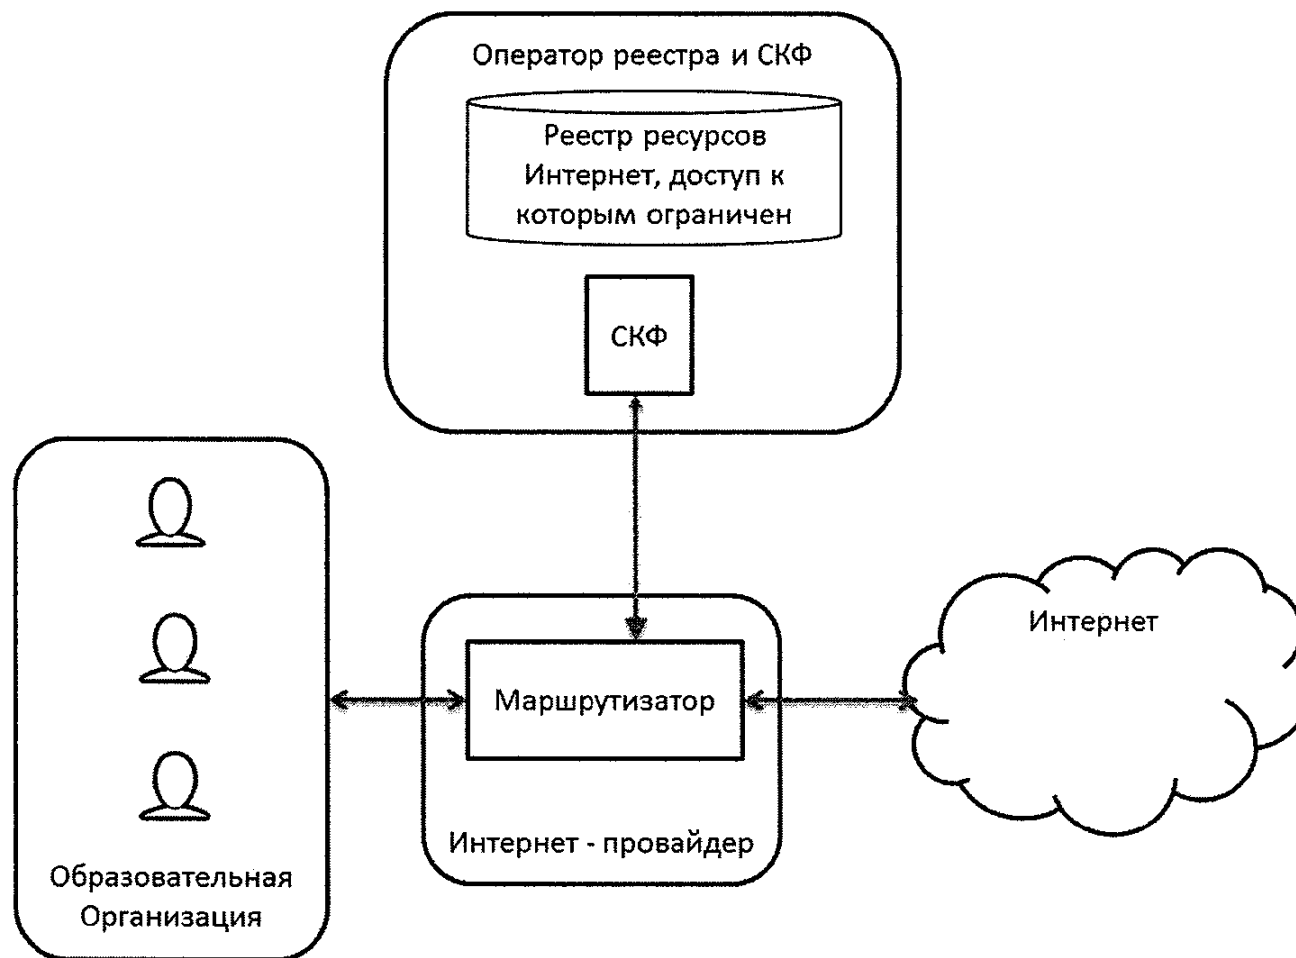 Оператор реестра и СКФ
Реестр ресурсов
Интернет, доступ к
которым ограничен
СКФ
Интернет
Маршрутизатор
Интернет - провайдер
Образовательная
Организация